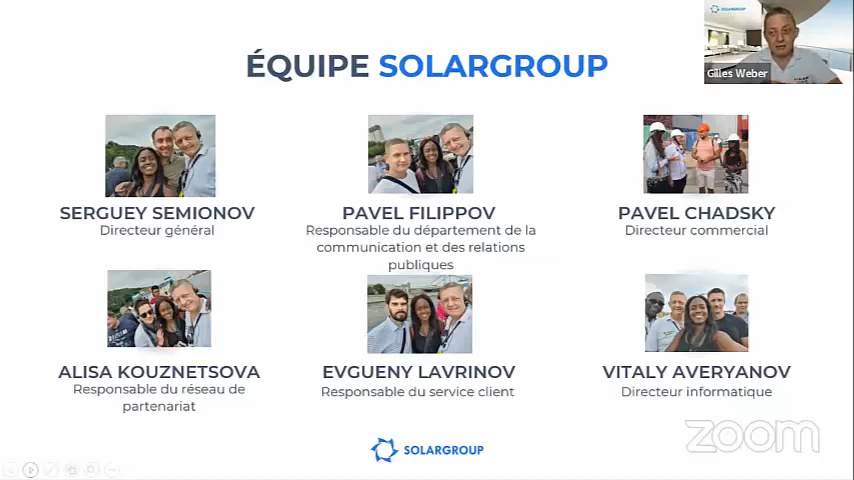 SOLARGROUP
Gilles Weber
ÉQUIPE SOLARGROUP
SERGUEY SEMIONOV
Directeur général
PAVEL FILIPPOV
Responsable du département de la
communication et des relations
publiques
PAVEL CHADSKY
Directeur commercial
ALISA KOUZNETSOVA
Responsable du réseau de
partenariat
EVGUENY LAVRINOV
Responsable du service client
VITALY AVERYANOV
Directeur informatique
SOLARGROUP
zoom